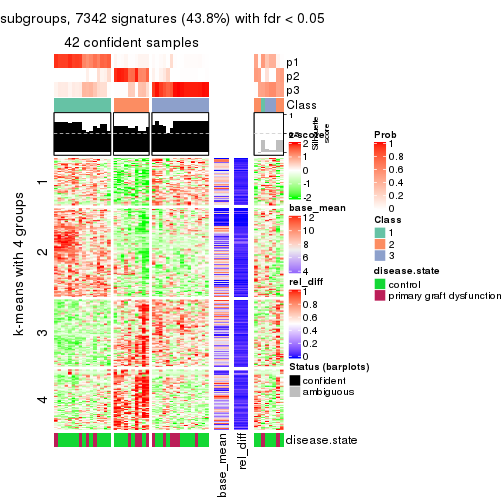 subgroups, 7342 signatures (43.8%) with fdr < 0.05
42 confident samples
p1
p2
p3
Class
1
Silhouette
score
z-score
2
1
0
-1
-2
base_mean
12
10
8
6
4
rel_diff
1
0.8
0.6
0.4
0.2
0
Status (barplots)
confident
ambiguous
Prob
1
0.8
0.6
0.4
0.2
0
Class
1
2
3
disease.state
control
primary graft dysfunction
k-means with 4 groups
1
2
3
4
disease.state
base_mean
rel_diff